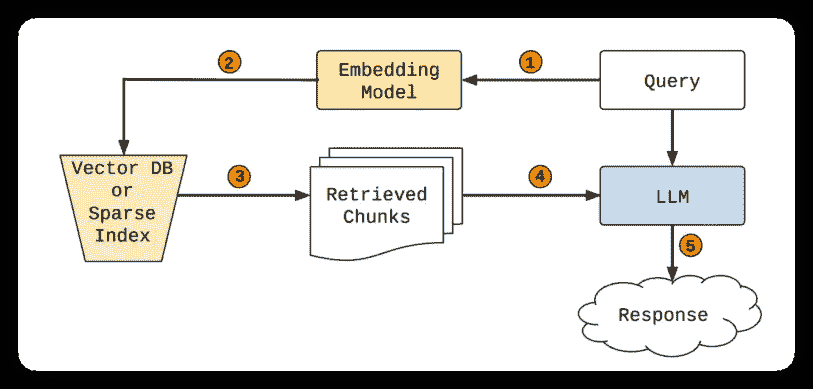 2
1
Embedding
Model
Query
Vector DB
or
Sparse
Index
3
Retrieved
Chunks
4
LLM
5
Response